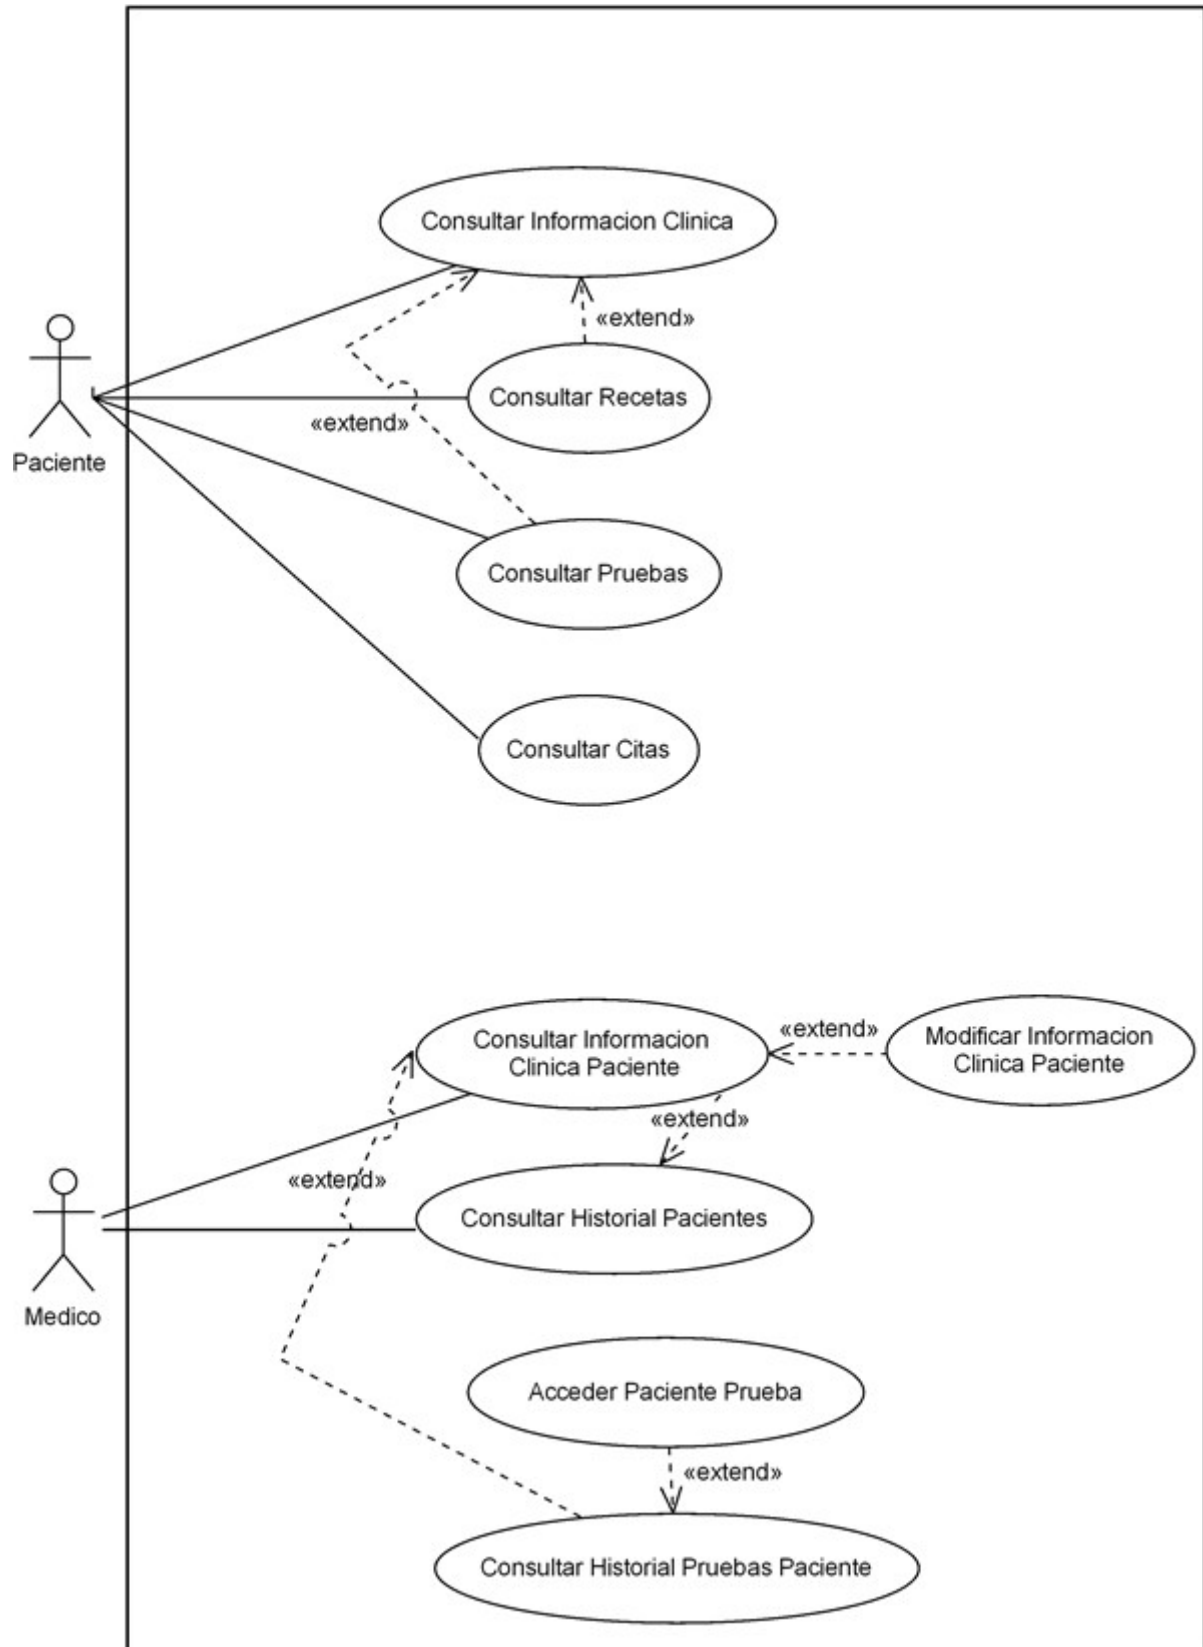 Consultar Informacion Clinica
«extend»
Consultar Recetas
«extend»
Paciente
Consultar Pruebas
Consultar Citas
Consultar Informacion
Clinica Paciente
«extend»
Modificar Informacion
Clinica Paciente
«extend»
«extend»
Consultar Historial Pacientes
Medico
Acceder Paciente Prueba
«extend»
Consultar Historial Pruebas Paciente